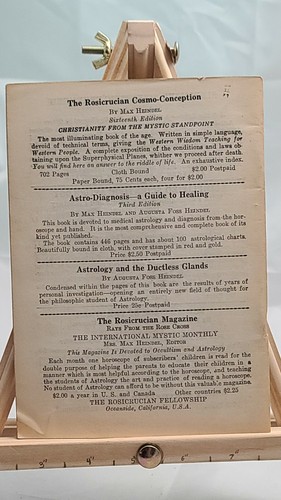 The Rosicrucian Cosmo-Conception
BY MAX HEINDEL
Sixteenth Edition
CHRISTIANITY FROM THE MYSTIC STANDPOINT
The most illuminating book of the age. Written in simple language,
devoid of technical terms, giving the Western Wisdom Teaching for
Western People. A complete exposition of the conditions and laws ob-
taining upon the Superphysical Planes, whither we proceed after death.
You will find here an answer to the riddle of life. An exhaustive index.
702 Pages Cloth Bound $2.00 Postpaid
Paper Bound, 75 Cents each, four for $2.00
Astro-Diagnosis—a Guide to Healing
Third Edition
BY MAX HEINDEL AND AUGUSTA FOSS HEINDEL
This book is devoted to medical astrology and diagnosis from the hor-
oscope and hand. It is the most comprehensive and complete book of its
kind yet published.
The book contains 446 pages and has about 100 astrological charts.
Beautifully bound in cloth, with cover stamped in red and gold.
Price $2.50 Postpaid
Astrology and the Ductless Glands
BY AUGUSTA FOSS HEINDEL
Condensed within the pages of this book are the results of years of
personal investigation—opening an entirely new field of thought for
the philosophic student of Astrology.
Price 25c Postpaid
The Rosicrucian Magazine
RAYS FROM THE ROSE CROSS
THE INTERNATIONAL MYSTIC MONTHLY
MRS. MAX HEINDEL, EDITOR
This Magazine Is Devoted to Occultism and Astrology
Each month one horoscope of subscribers' children is read for the
double purpose of helping the parents to educate their children in a
manner which is most helpful according to the horoscope, and teaching
the students of Astrology the art and practice of reading a horoscope.
No student of Astrology can afford to be without this valuable magazine.
$2.00 a year in U. S. and Canada Other countries $2.25
THE ROSICRUCIAN FELLOWSHIP
Oceanside, California, U.S.A.
3" 4" 5" 6" 7"